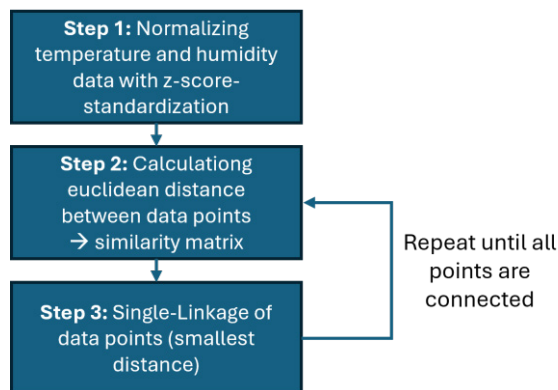 Step 1: Normalizing
temperature and humidity
data with z-score-
standardization
Step 2: Calculationg
euclidean distance
between data points
→ similarity matrix
Step 3: Single-Linkage of
data points (smallest
distance)
Repeat until all
points are
connected